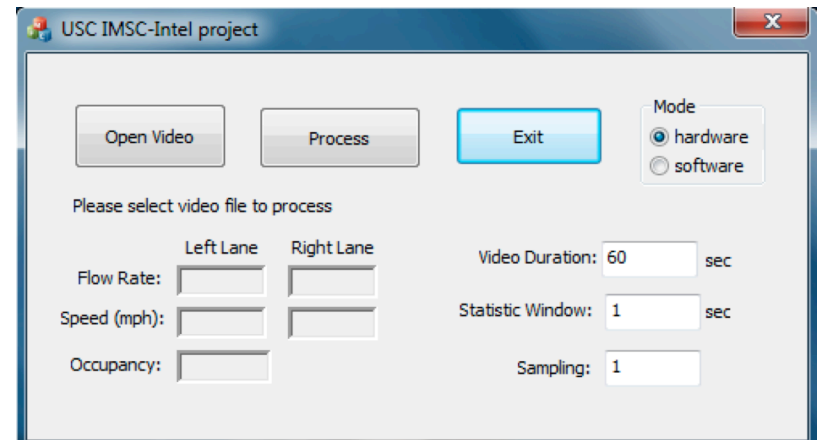 USC IMSC-Intel project
Open Video
Process
Exit
Mode
hardware
software
Please select video file to process
Left Lane Right Lane
Flow Rate:
Speed (mph):
Occupancy:
Video Duration: 60 sec
Statistic Window: 1 sec
Sampling: 1